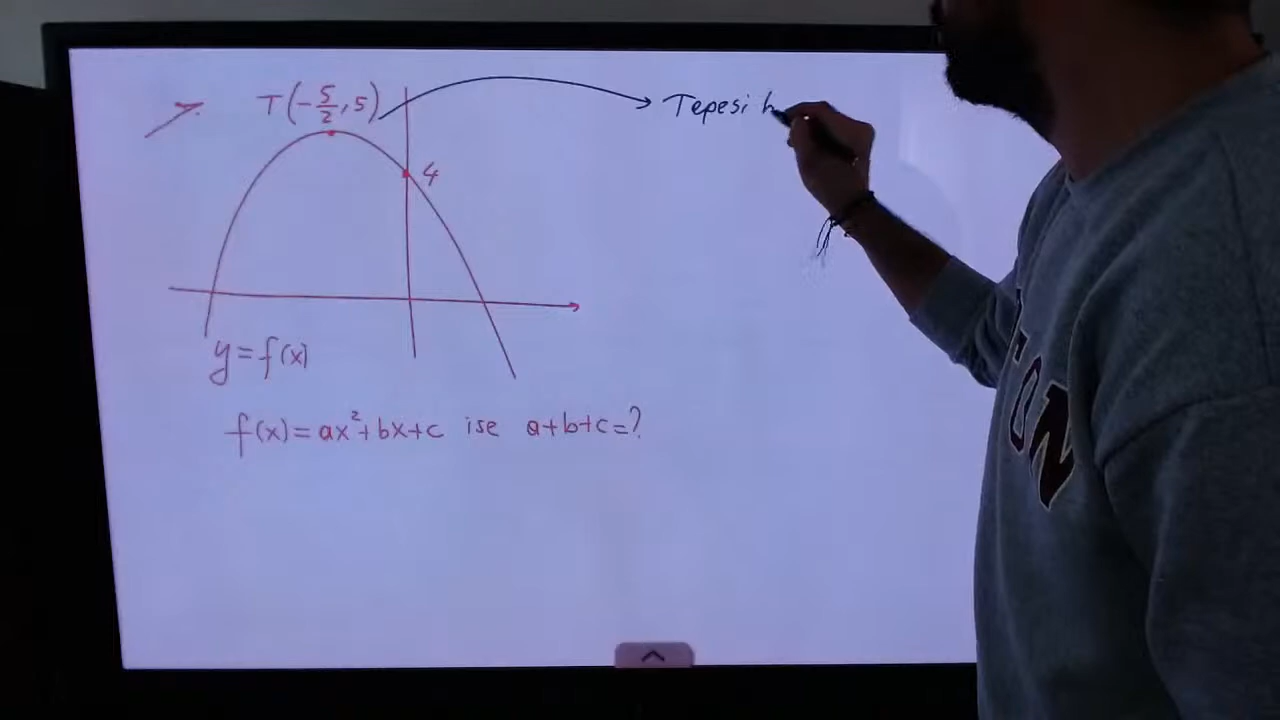 T(-5/2, 5)
Tepesi
4
y=f(x)
f(x)=ax²+bx+c ise a+b+c=?